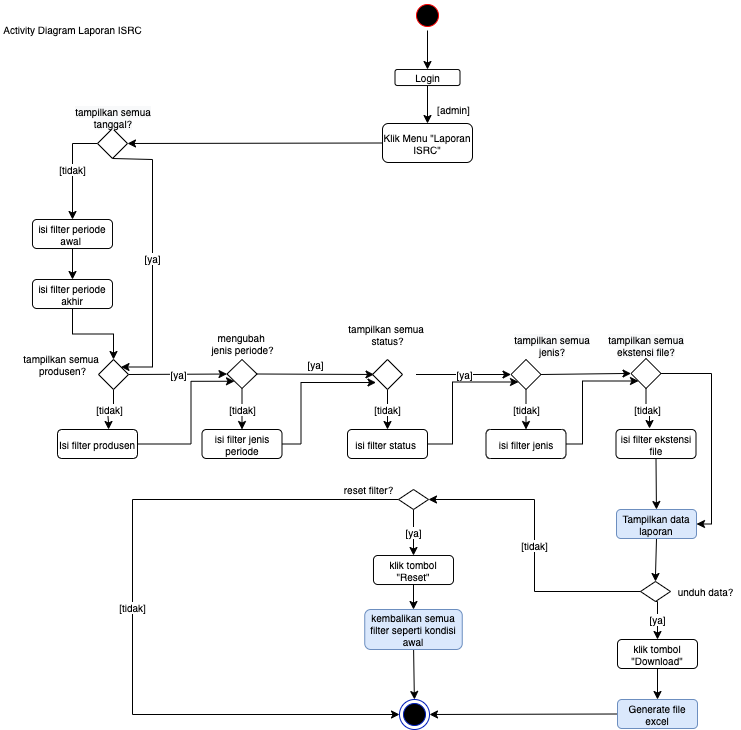 Activity Diagram Laporan ISRC
Login
[admin]
Klik Menu "Laporan
ISRC"
tampilkan semua
tanggal?
[tidak]
isi filter periode
awal
[ya]
isi filter periode
akhir
tampilkan semua
produsen?
[ya]
[tidak]
Isi filter produsen
mengubah
jenis periode?
[ya]
[tidak]
isi filter jenis
periode
tampilkan semua
status?
[ya]
[tidak]
isi filter status
tampilkan semua
jenis?
[tidak]
isi filter jenis
tampilkan semua
ekstensi file?
[tidak]
isi filter ekstensi
file
Tampilkan data
laporan
unduh data?
[tidak]
[ya]
klik tombol
"Download"
Generate file
excel
reset filter?
[ya]
[tidak]
klik tombol
"Reset"
kembalikan semua
filter seperti kondisi
awal